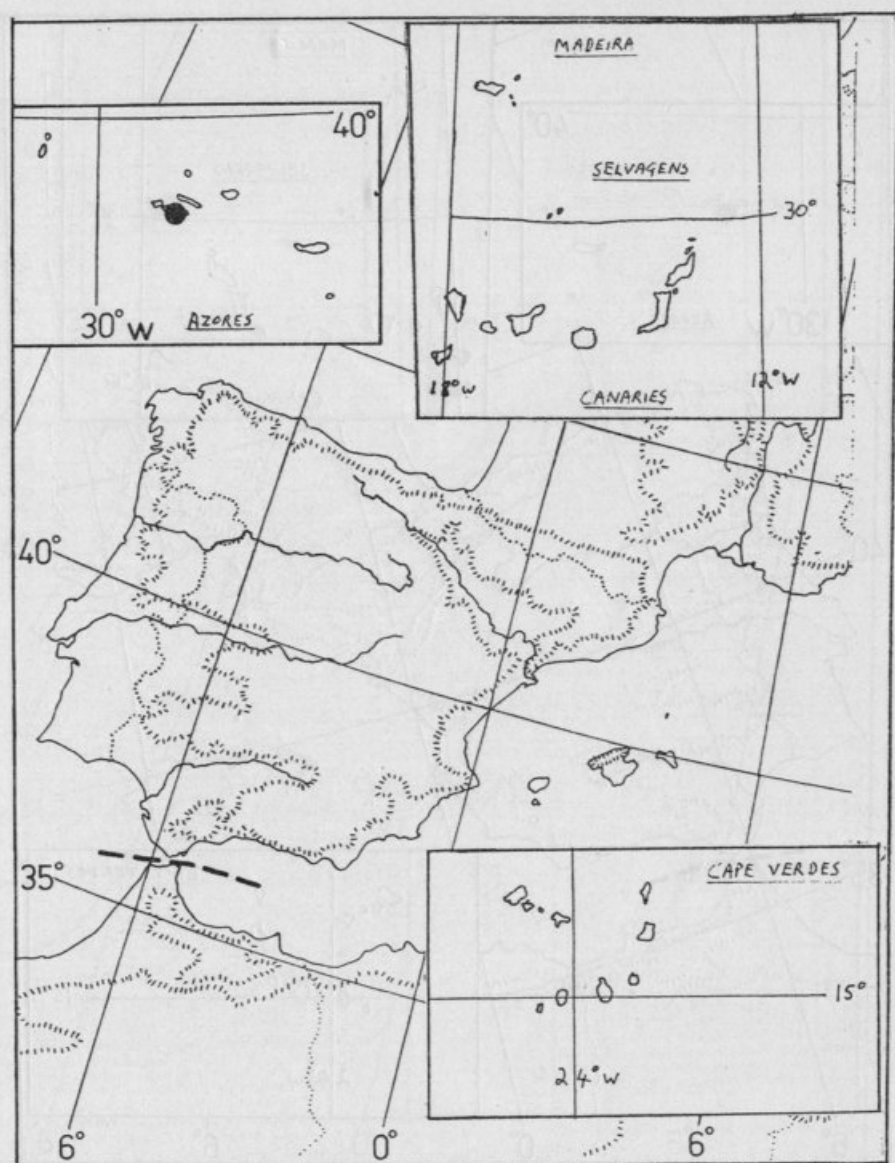 MADEIRA
40°
SELVAGENS
30°
30° W
AZORES
18° W
12° W
CANARIES
40°
35°
CAPE VERDES
15°
24° W
6°
0°
6°